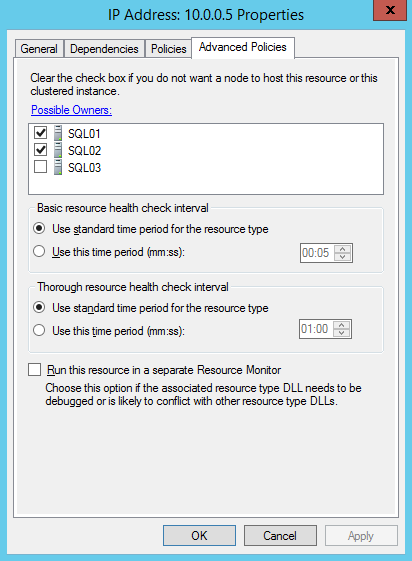 IP Address: 10.0.0.5 Properties
x
General Dependencies Policies Advanced Policies
Clear the check box if you do not want a node to host this resource or this
clustered instance.
Possible Owners:
SQL01
SQL02
SQL03
Basic resource health check interval
Use standard time period for the resource type
Use this time period (mm:ss): 00:05
Thorough resource health check interval
Use standard time period for the resource type
Use this time period (mm:ss): 01:00
Run this resource in a separate Resource Monitor
Choose this option if the associated resource type DLL needs to be
debugged or is likely to conflict with other resource type DLLs.
OK Cancel Apply